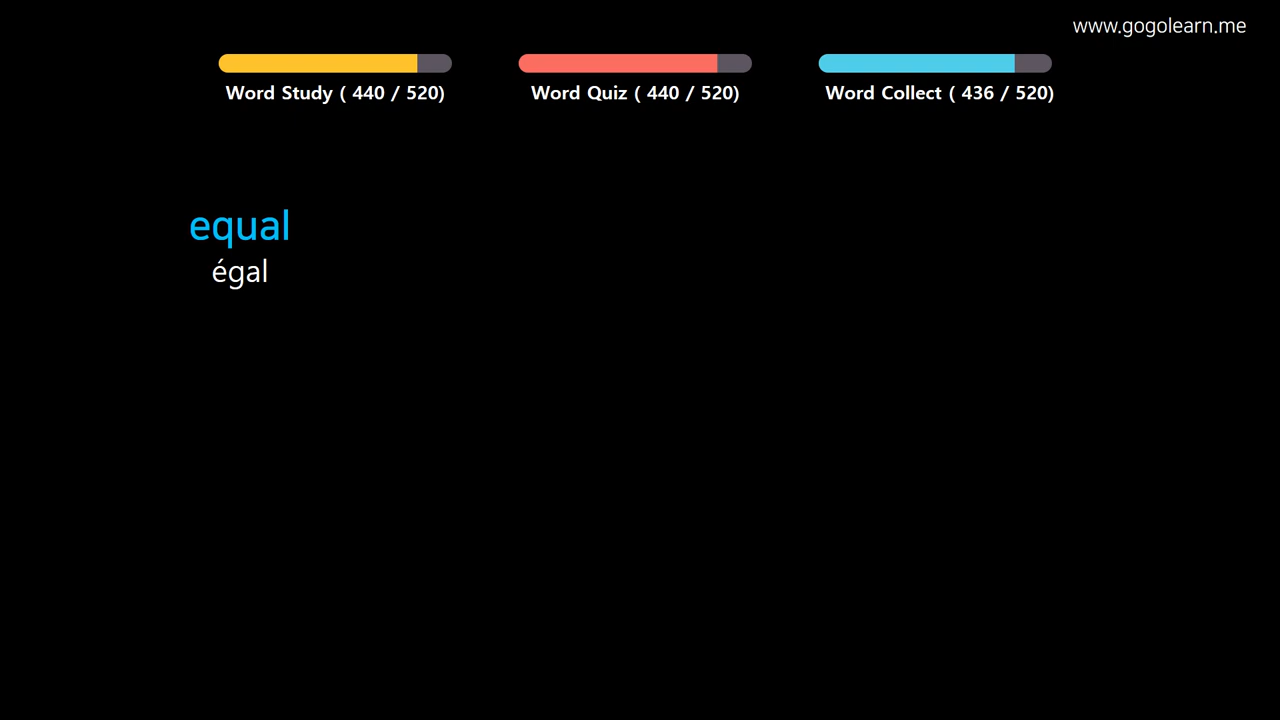 www.gogolearn.me
Word Study ( 440 / 520)
Word Quiz ( 440 / 520)
Word Collect ( 436 / 520)
equal
égal